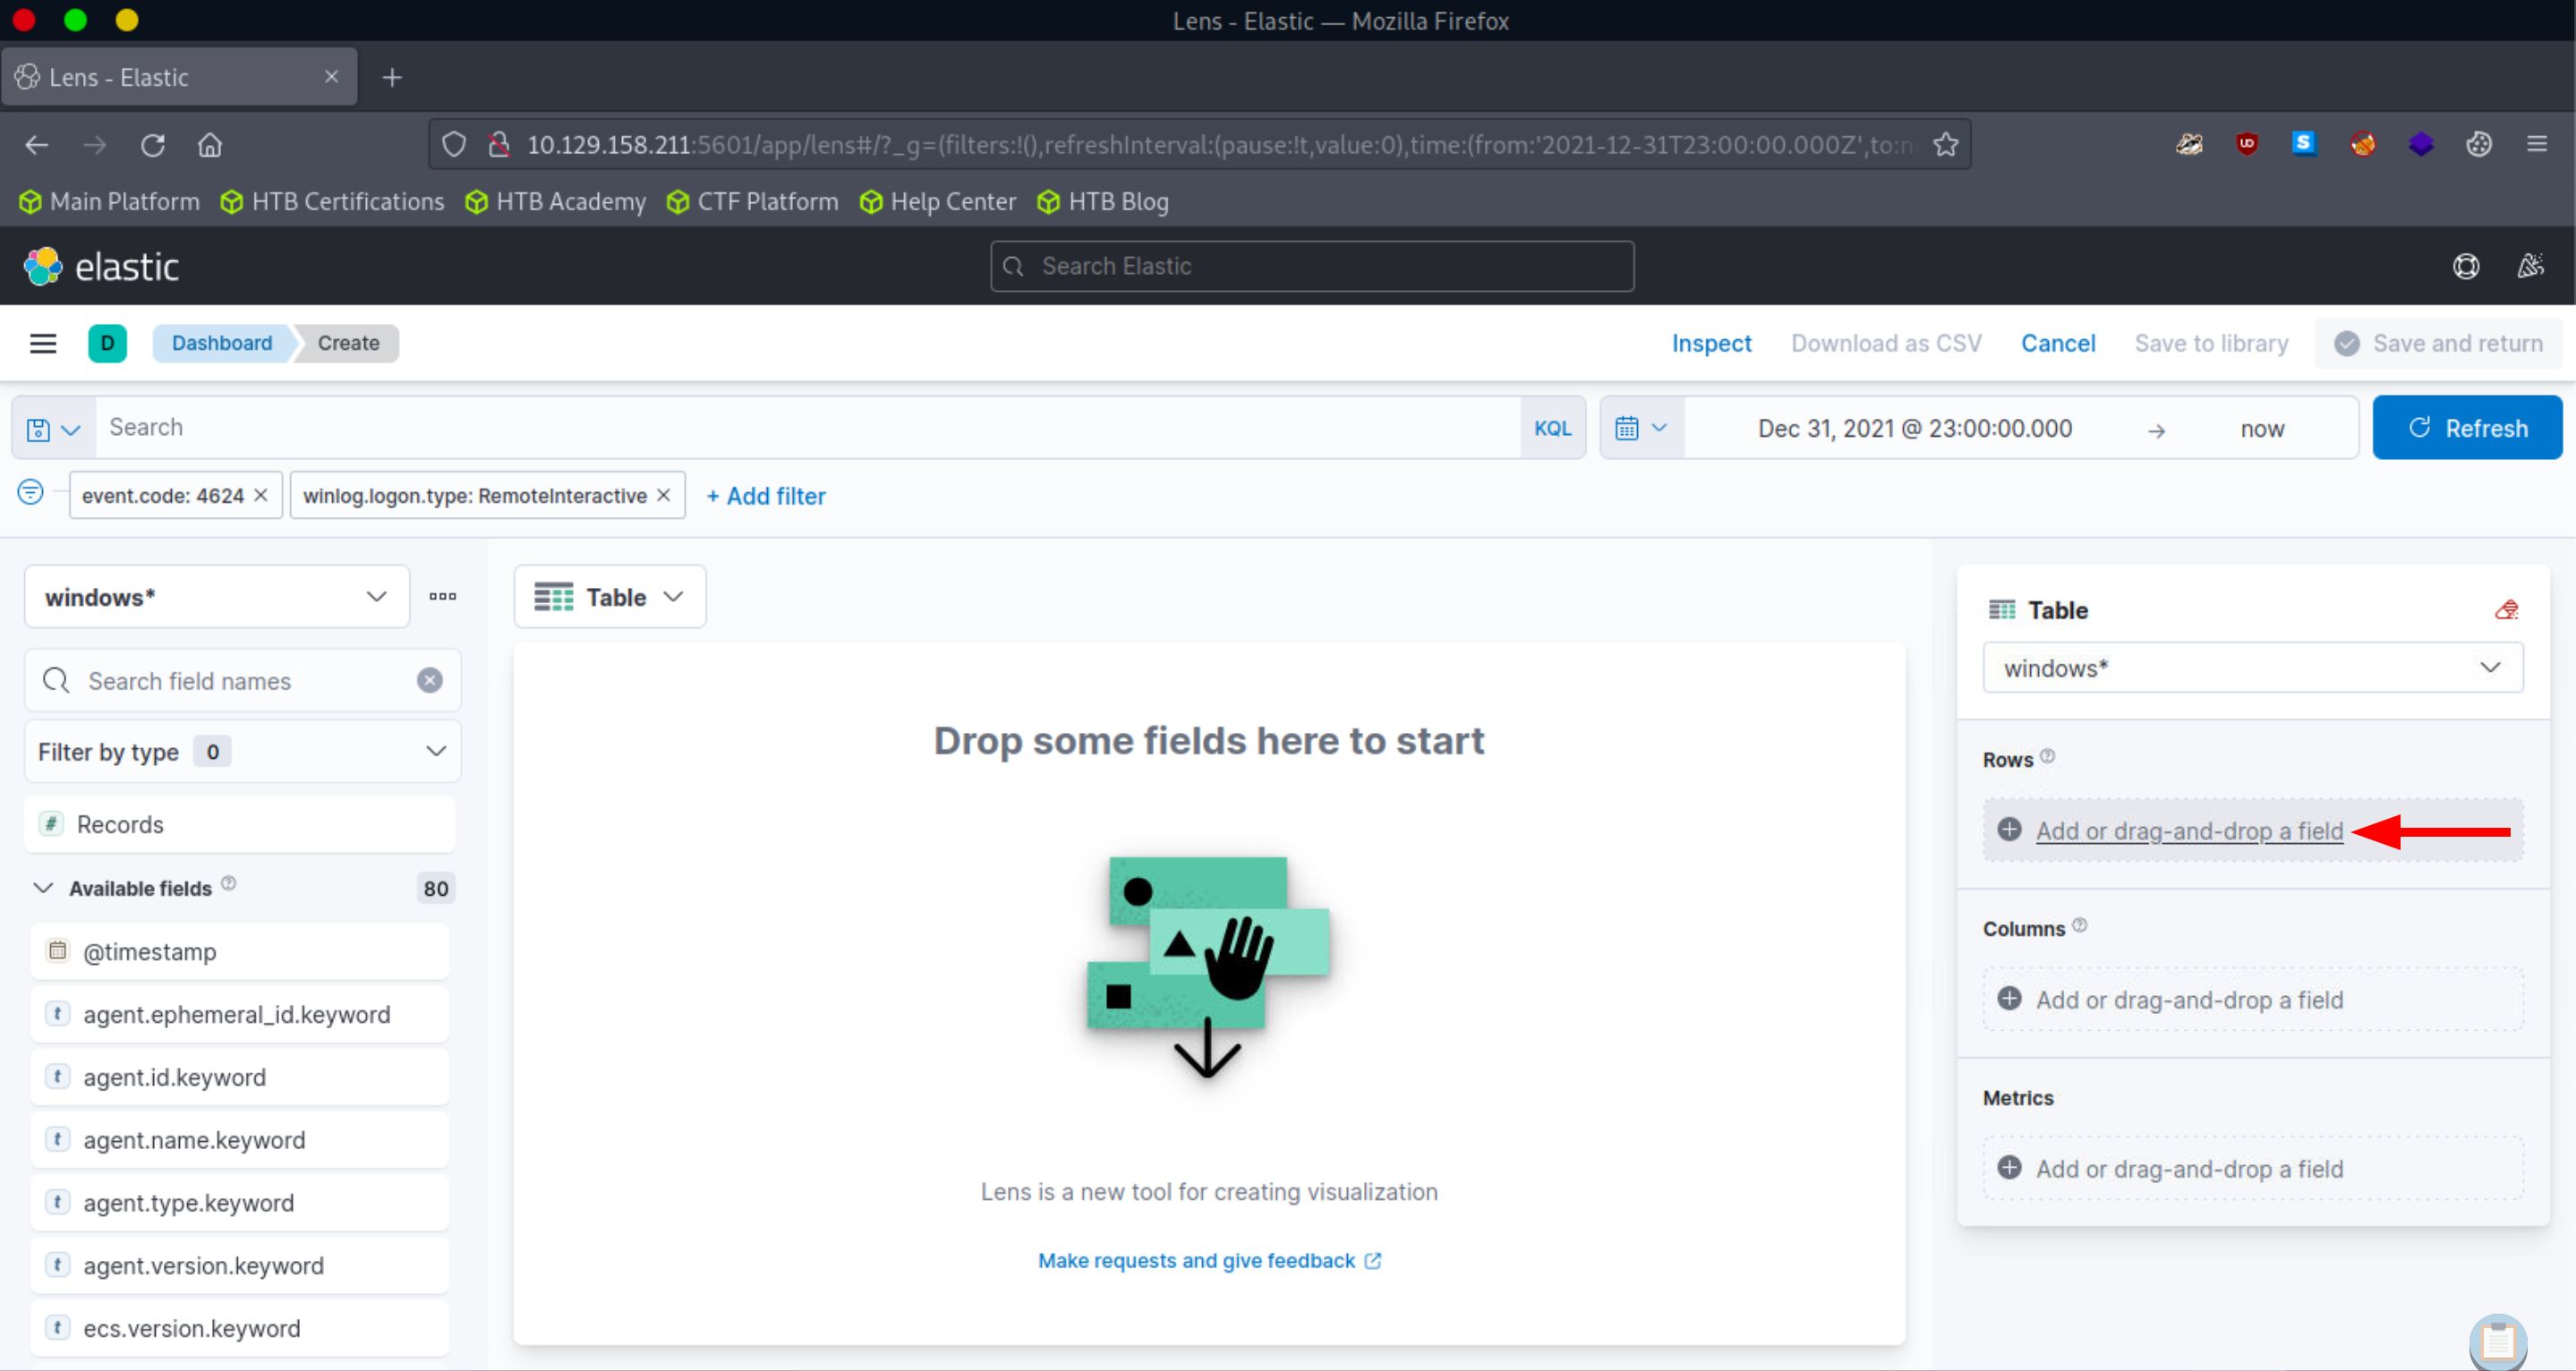 Lens - Elastic — Mozilla Firefox
Lens - Elastic
10.129.158.211:5601/app/lens#/?_g=(filters:!(),refreshInterval:(pause:!t,value:0),time:(from:'2021-12-31T23:00:00.000Z',to:n
Main Platform HTB Certifications HTB Academy CTF Platform Help Center HTB Blog
elastic Search Elastic
D Dashboard Create Inspect Download as CSV Cancel Save to library Save and return
Search KQL Dec 31, 2021 @ 23:00:00.000 → now Refresh
event.code: 4624 × winlog.logon.type: RemoteInteractive × + Add filter
windows* Table
Table
windows*
Search field names
Filter by type 0
Records
Available fields 80
@timestamp
agent.ephemeral_id.keyword
agent.id.keyword
agent.name.keyword
agent.type.keyword
agent.version.keyword
ecs.version.keyword
Drop some fields here to start
Lens is a new tool for creating visualization
Make requests and give feedback
Rows
Add or drag-and-drop a field
Columns
Add or drag-and-drop a field
Metrics
Add or drag-and-drop a field